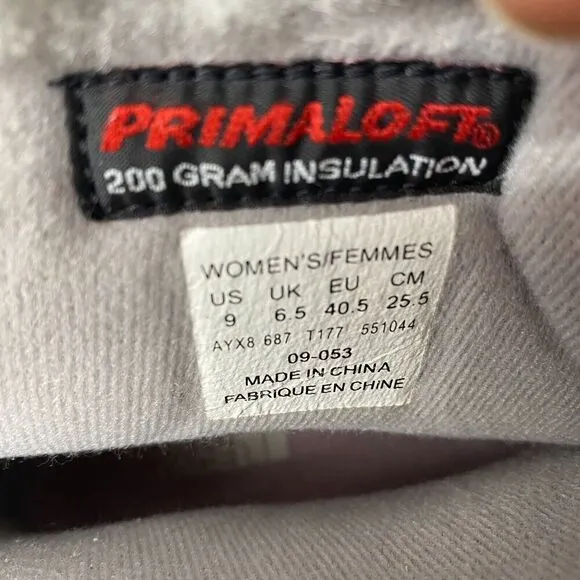 PRIMALOFT®
200 GRAM INSULATION
WOMEN'S/FEMMES
US UK EU CM
9 6.5 40.5 25.5
AYX8 687 T177 551044
09-053
MADE IN CHINA
FABRIQUE EN CHINE